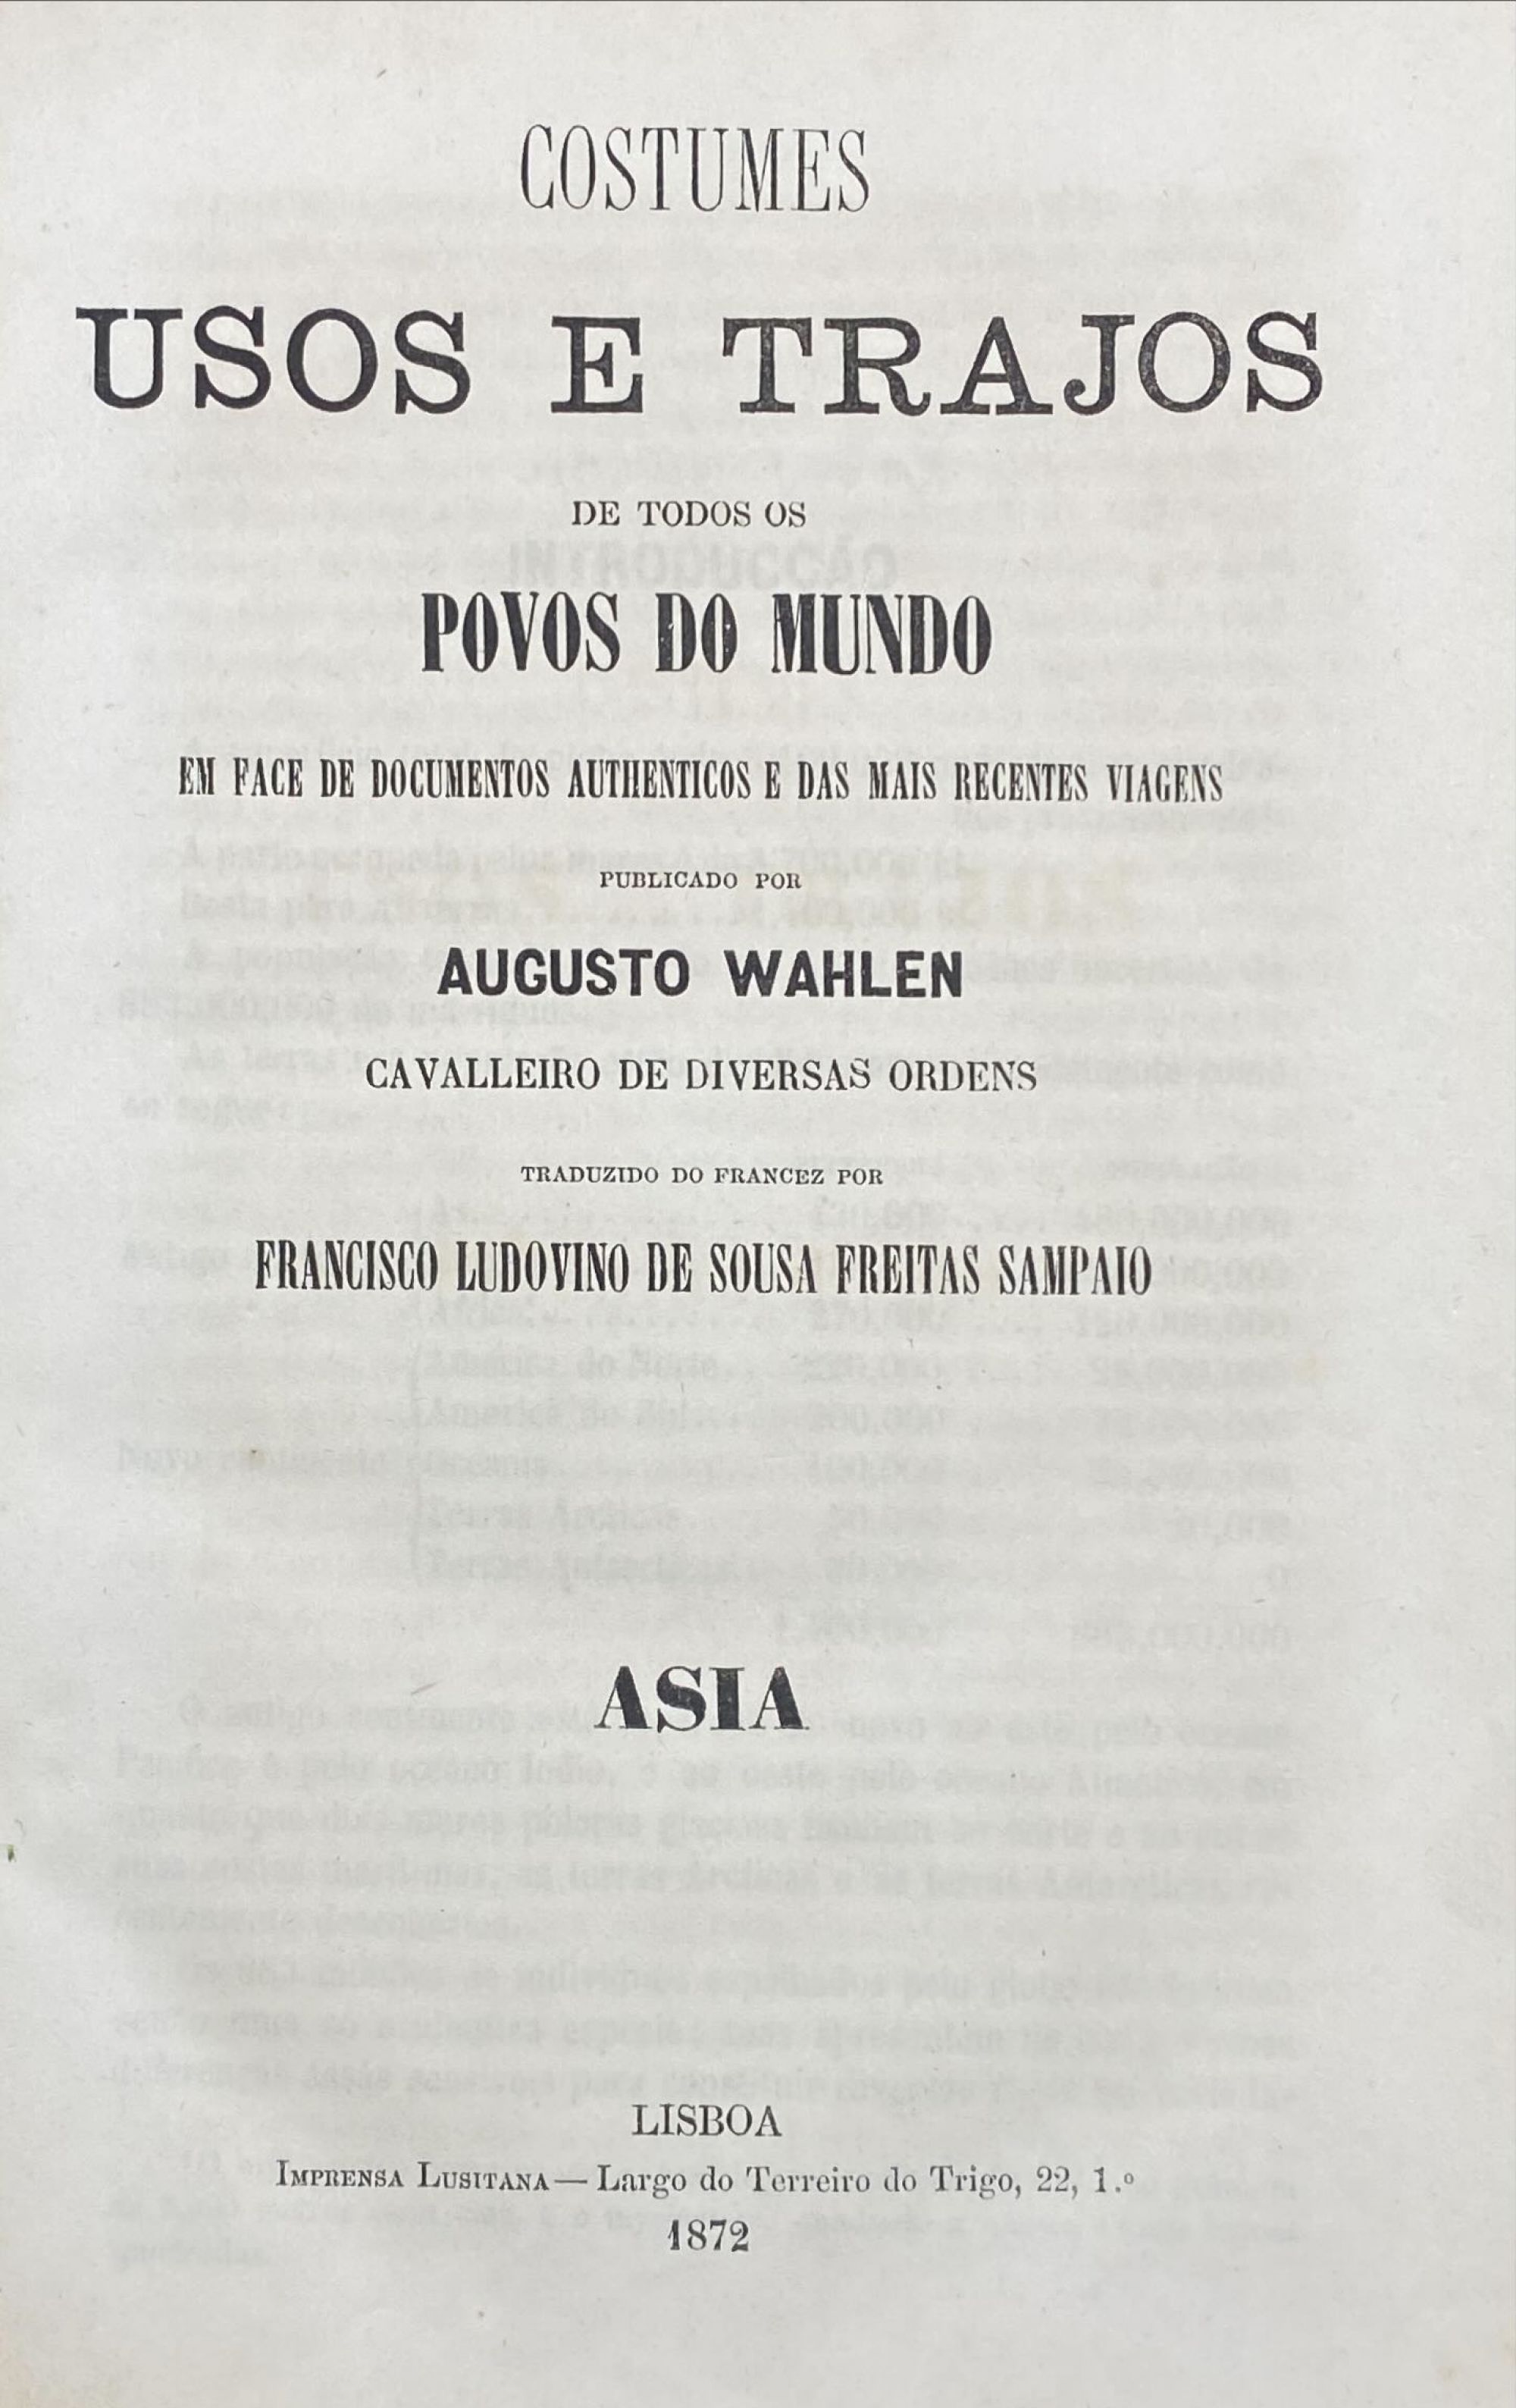 COSTUMES
USOS E TRAJOS
DE TODOS OS
POVOS DO MUNDO
EM FACE DE DOCUMENTOS AUTHENTICOS E DAS MAIS RECENTES VIAGENS
PUBLICADO POR
AUGUSTO WAHLEN
CAVALLEIRO DE DIVERSAS ORDENS
TRADUZIDO DO FRANCEZ POR
FRANCISCO LUDOVINO DE SOUSA FREITAS SAMPAIO
ASIA
LISBOA
IMPRENSA LUSITANA — Largo do Terreiro do Trigo, 22, 1.º
1872